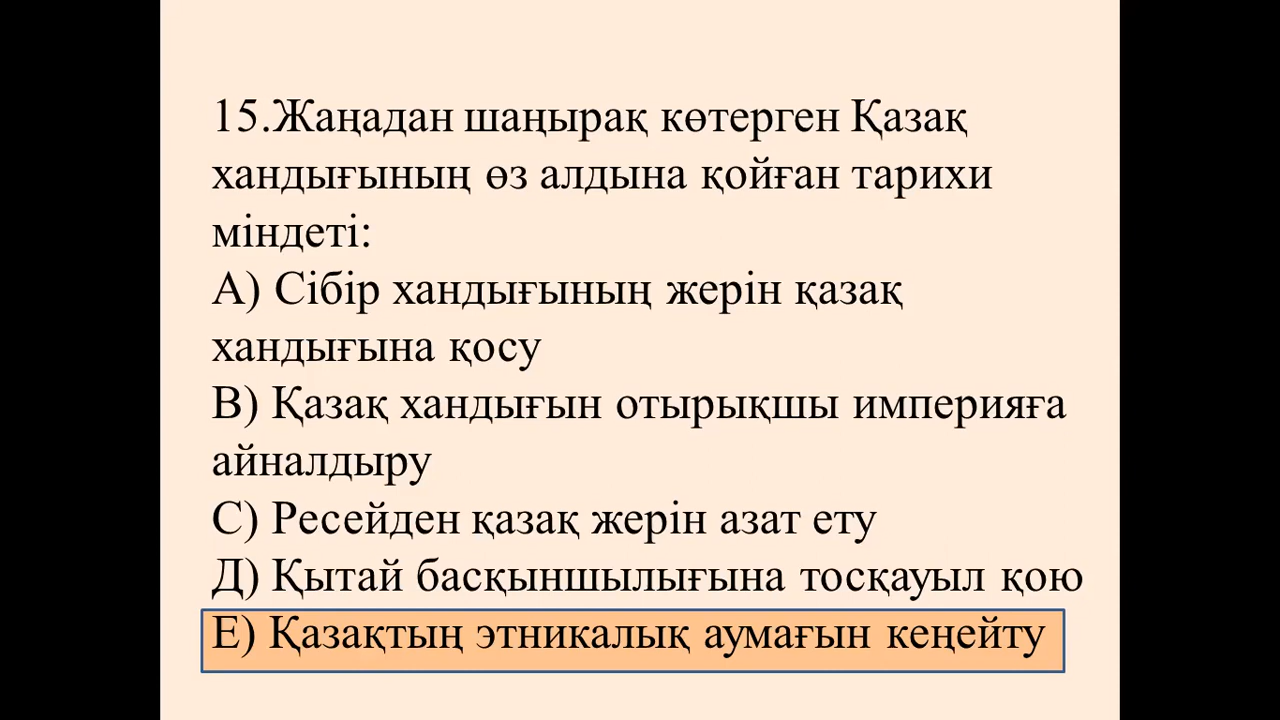 15.Жаңадан шаңырақ көтерген Қазақ
хандығының өз алдына қойған тарихи
міндеті:
А) Сібір хандығының жерін қазақ
хандығына қосу
В) Қазақ хандығын отырықшы империяға
айналдыру
С) Ресейден қазақ жерін азат ету
Д) Қытай басқыншылығына тосқауыл қою
Е) Қазақтың этникалық аумағын кеңейту